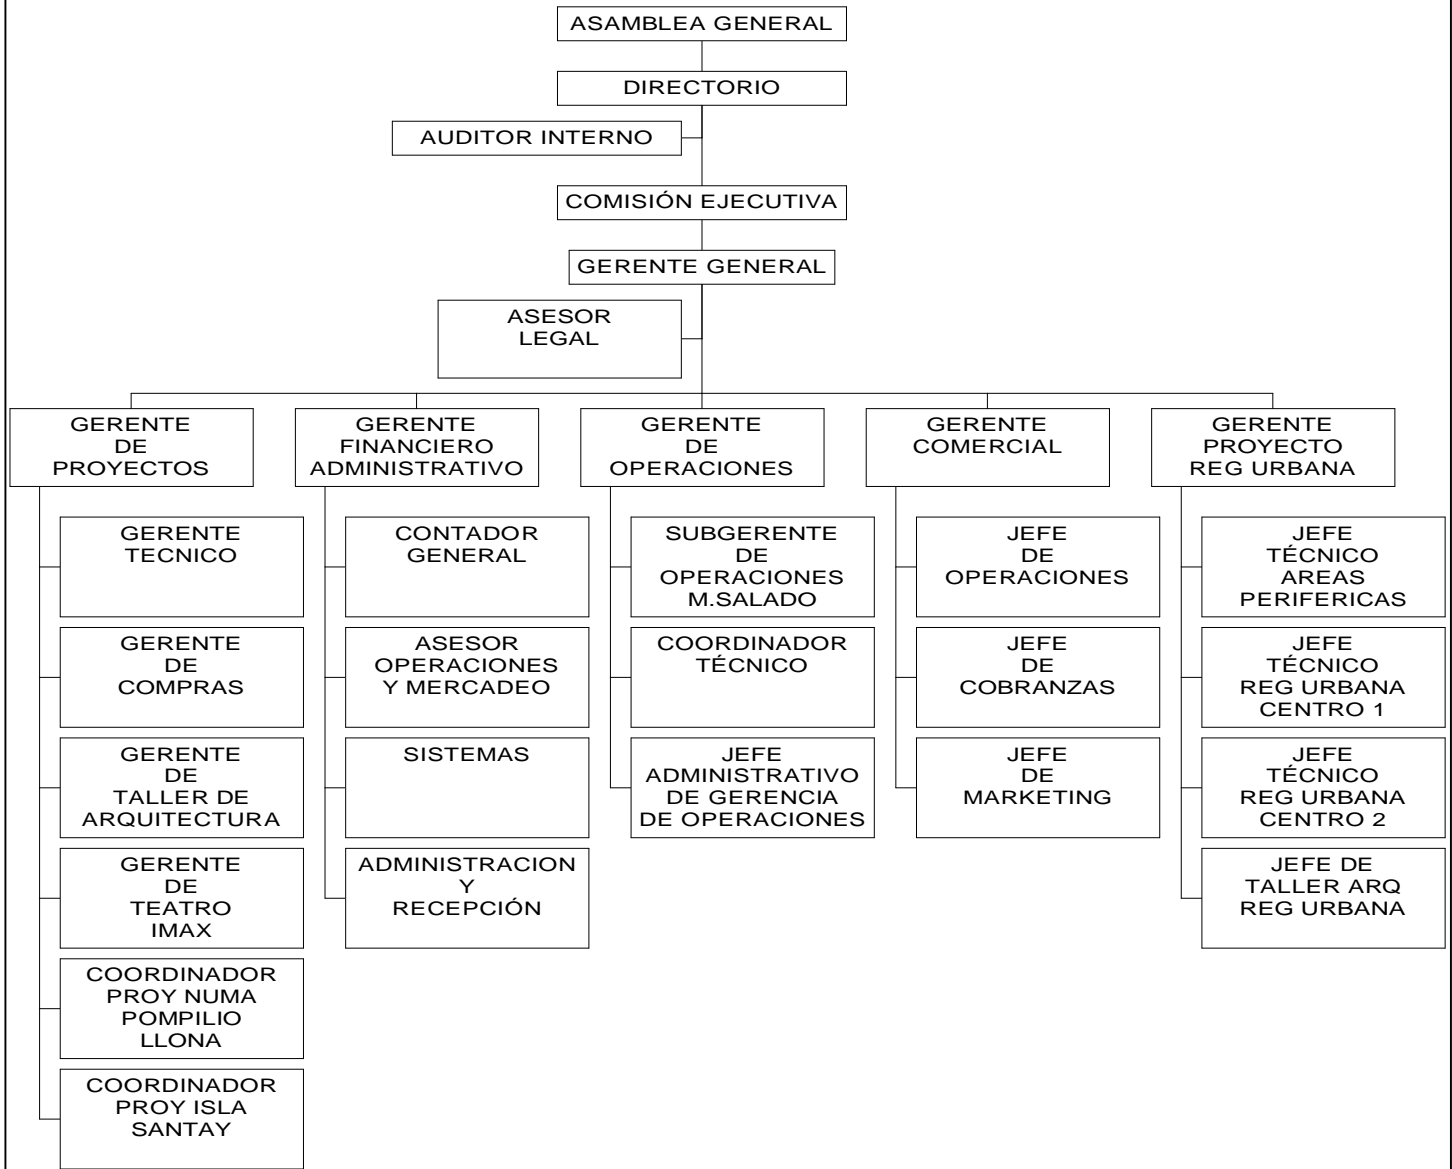 ASAMBLEA GENERAL
DIRECTORIO
AUDITOR INTERNO
COMISIÓN EJECUTIVA
GERENTE GENERAL
ASESOR
LEGAL
GERENTE
DE
PROYECTOS
GERENTE
FINANCIERO
ADMINISTRATIVO
GERENTE
DE
OPERACIONES
GERENTE
COMERCIAL
GERENTE
PROYECTO
REG URBANA
GERENTE
TECNICO
GERENTE
DE
COMPRAS
GERENTE
DE
TALLER DE
ARQUITECTURA
GERENTE
DE
TEATRO
IMAX
COORDINADOR
PROY NUMA
POMPILIO
LLONA
COORDINADOR
PROY ISLA
SANTAY
CONTADOR
GENERAL
ASESOR
OPERACIONES
Y MERCADEO
SISTEMAS
ADMINISTRACION
Y
RECEPCIÓN
SUBGERENTE
DE
OPERACIONES
M.SALADO
COORDINADOR
TÉCNICO
JEFE
ADMINISTRATIVO
DE GERENCIA
DE OPERACIONES
JEFE
DE
OPERACIONES
JEFE
DE
COBRANZAS
JEFE
DE
MARKETING
JEFE
TÉCNICO
AREAS
PERIFERICAS
JEFE
TÉCNICO
REG URBANA
CENTRO 1
JEFE
TÉCNICO
REG URBANA
CENTRO 2
JEFE DE
TALLER ARQ
REG URBANA